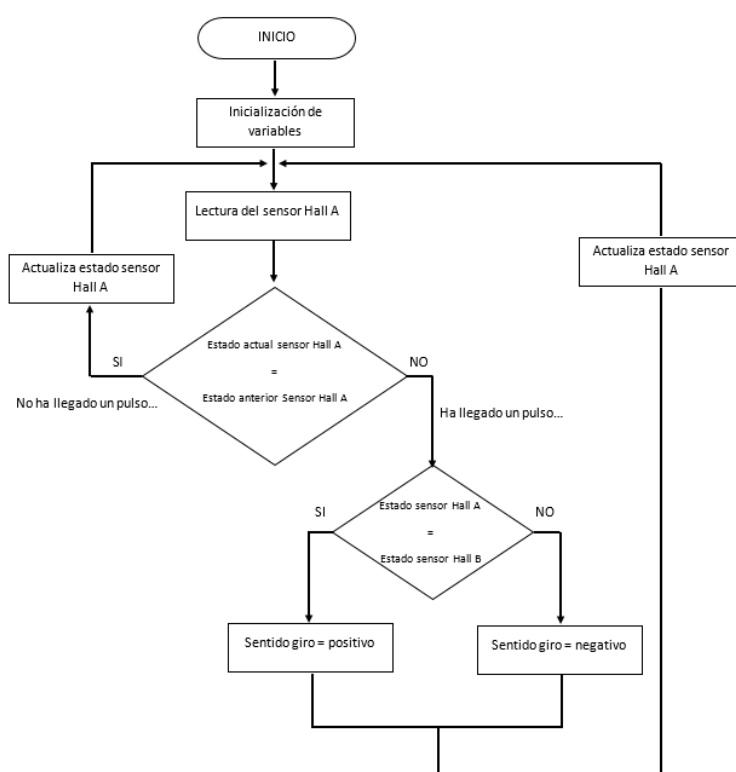 INICIO
Inicialización de
variables
Lectura del sensor Hall A
Actualiza estado sensor
Hall A
Actualiza estado sensor
Hall A
Estado actual sensor Hall A
=
Estado anterior Sensor Hall A
SI
NO
No ha llegado un pulso...
Ha llegado un pulso...
Estado sensor Hall A
=
Estado sensor Hall B
SI
NO
Sentido giro = positivo
Sentido giro = negativo